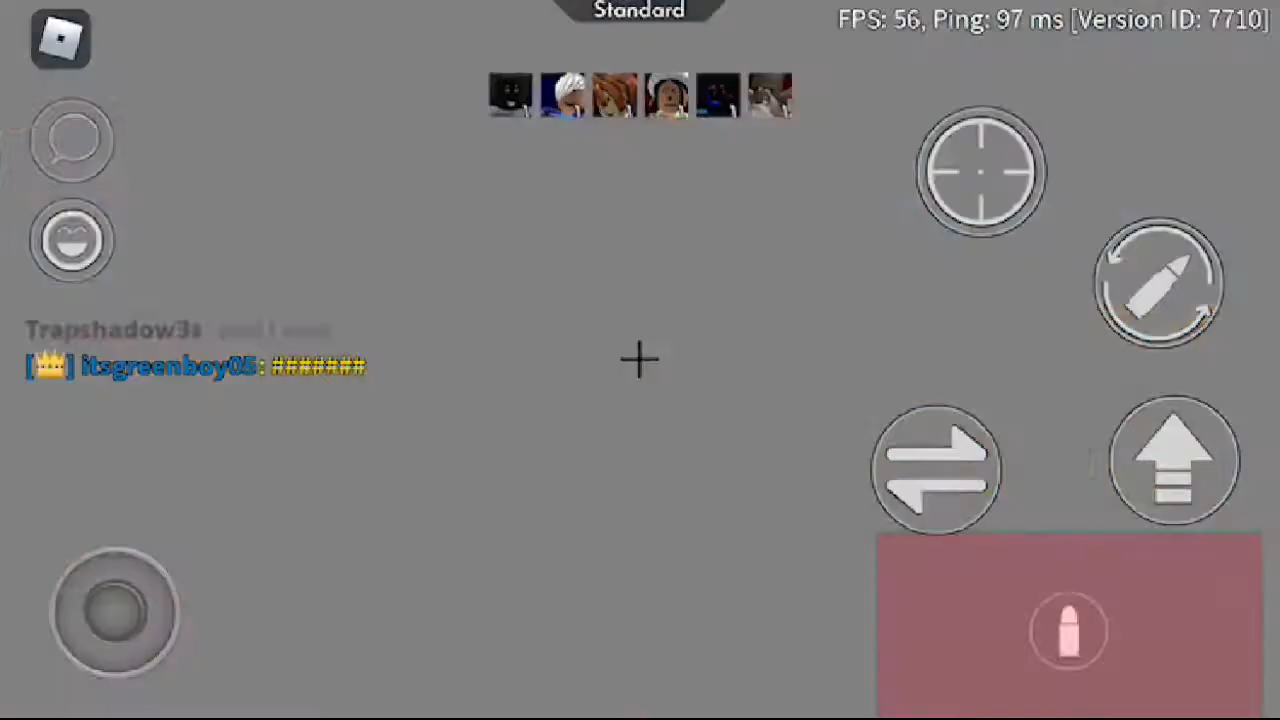 Standard
FPS: 56, Ping: 97 ms [Version ID: 7710]
Trapshadow3s
[👑] itsgreenboy05: #######